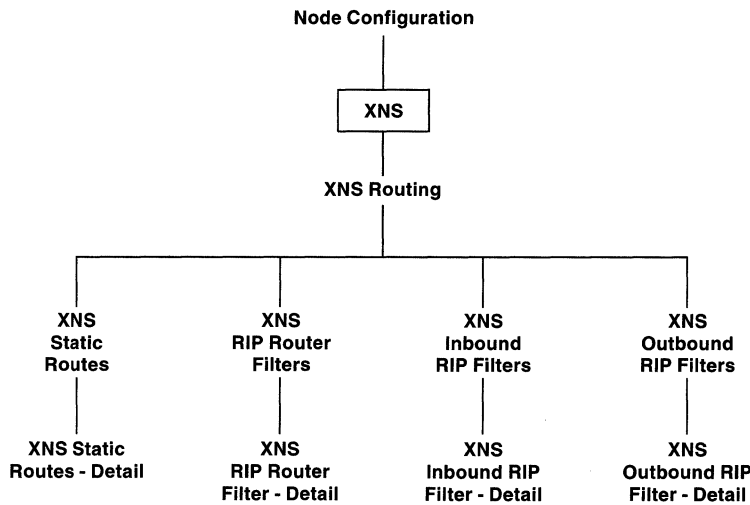 Node Configuration
XNS
XNS Routing
XNS
Static
Routes
XNS
RIP Router
Filters
XNS
Inbound
RIP Filters
XNS
Outbound
RIP Filters
XNS Static
Routes - Detail
XNS
RIP Router
Filter - Detail
XNS
Inbound RIP
Filter - Detail
XNS
Outbound RIP
Filter - Detail